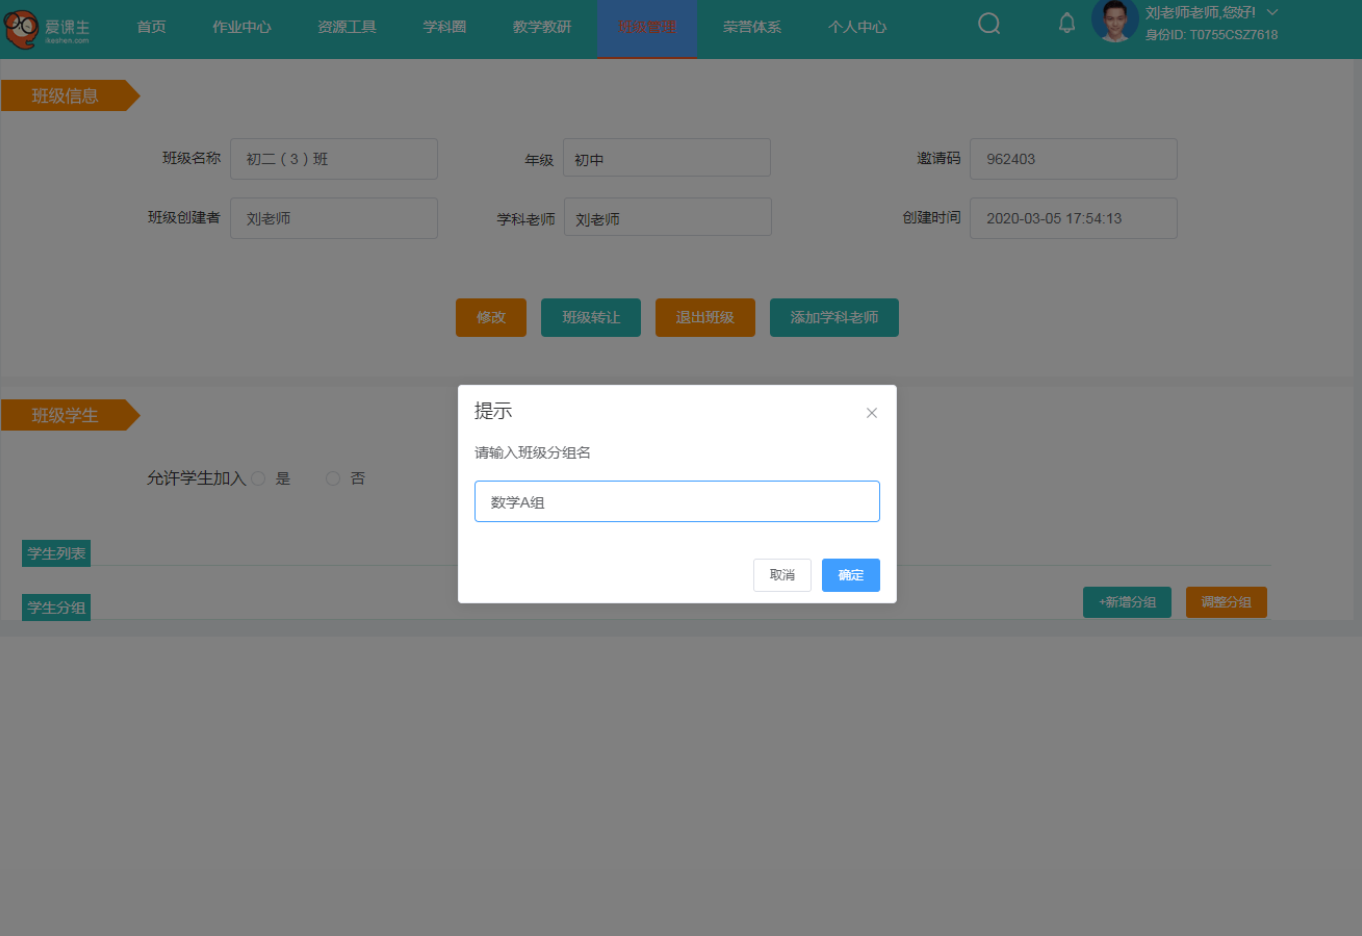 爱课生
ikeshen.com
首页 作业中心 资源工具 学科圈 教学教研 班级管理 荣誉体系 个人中心
刘老师老师,您好!
身份ID: T0755CSZ7618
班级信息
班级名称 初二（3）班 年级 初中 邀请码 962403
班级创建者 刘老师 学科老师 刘老师 创建时间 2020-03-05 17:54:13
修改 班级转让 退出班级 添加学科老师
班级学生
允许学生加入 是 否
学生列表
学生分组 +新增分组 调整分组
提示
请输入班级分组名
数学A组
取消 确定